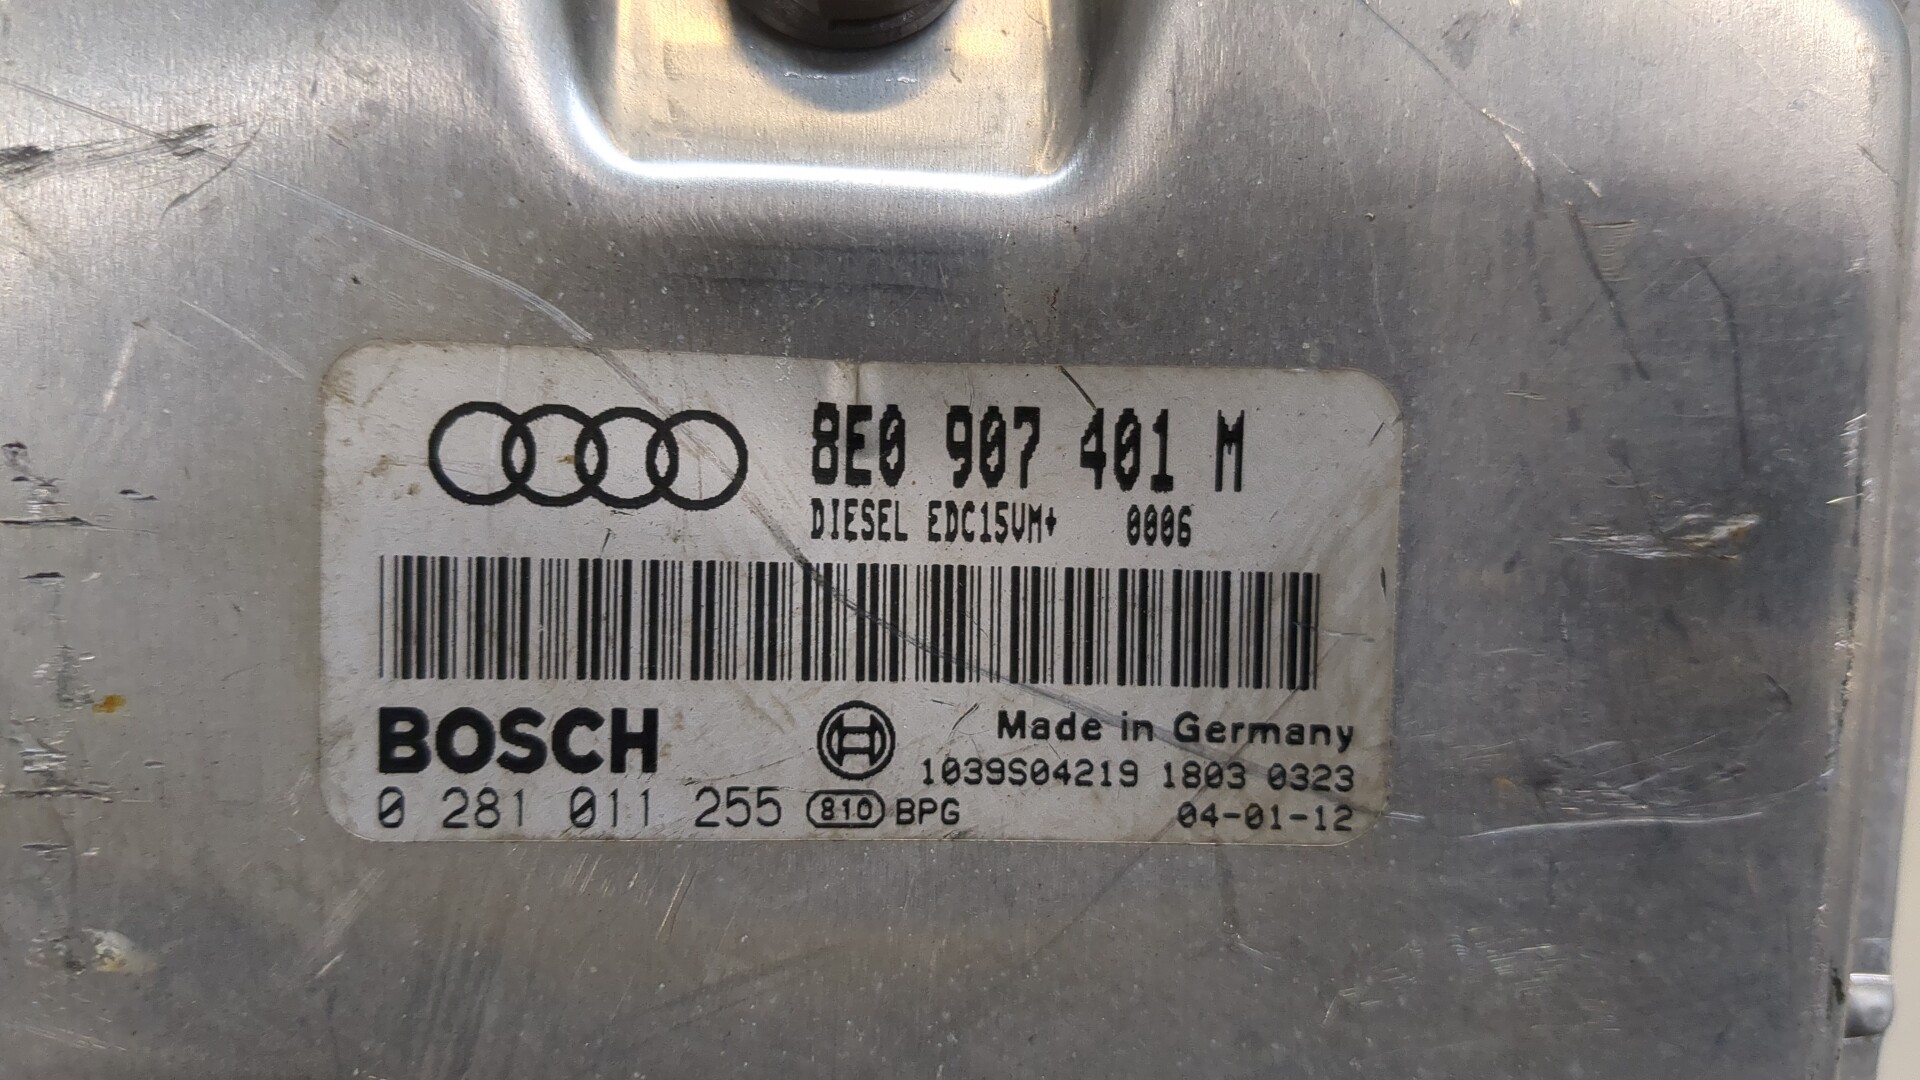 8E0 907 401 M
DIESEL EDC15VM+ 0006
BOSCH
Made in Germany
1039S04219 1803 0323
0 281 011 255 810 BPG 04-01-12